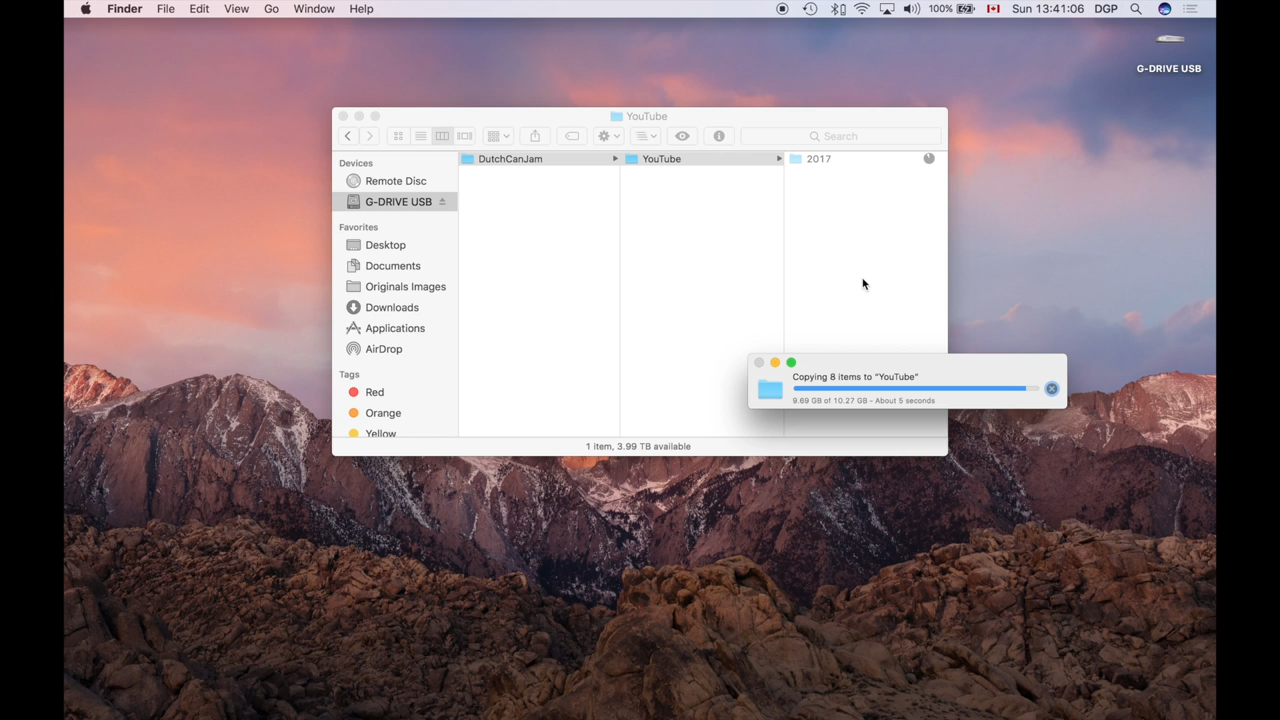 Finder File Edit View Go Window Help 100% Sun 13:41:06 DGP
G-DRIVE USB
YouTube
Search
Devices
Remote Disc
G-DRIVE USB
Favorites
Desktop
Documents
Originals Images
Downloads
Applications
AirDrop
Tags
Red
Orange
Yellow
DutchCanJam
YouTube
2017
Copying 8 items to “YouTube”
9.69 GB of 10.27 GB - About 5 seconds
1 item, 3.99 TB available